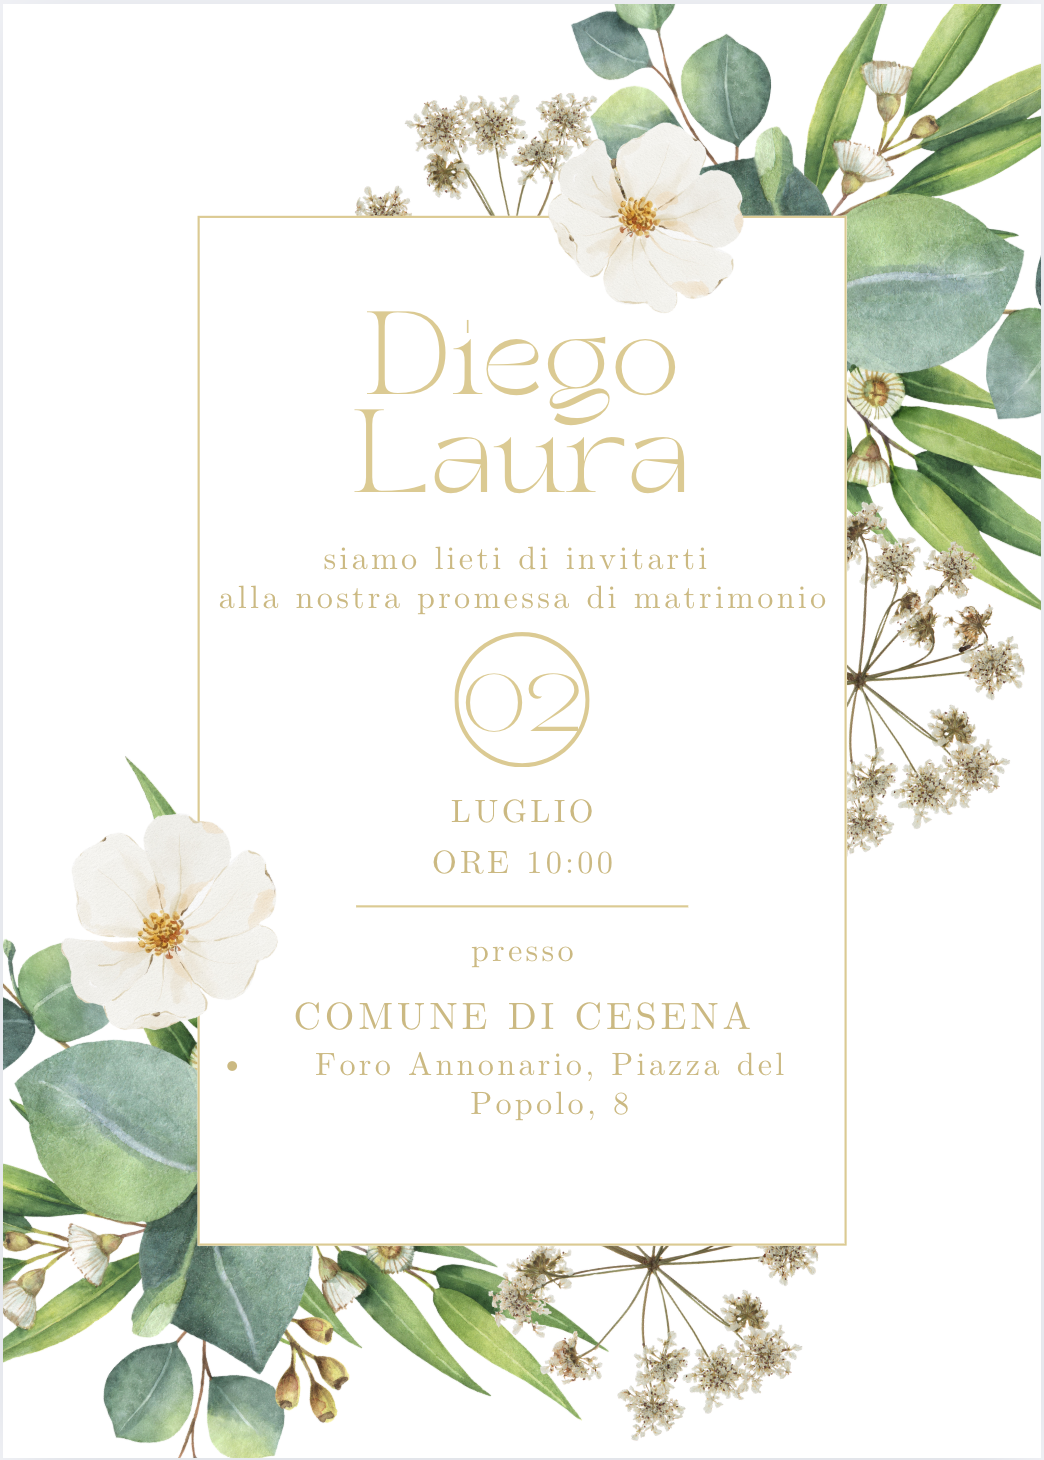 Diego
Laura
siamo lieti di invitarti
alla nostra promessa di matrimonio
02
LUGLIO
ORE 10:00
presso
COMUNE DI CESENA
• Foro Annonario, Piazza del
Popolo, 8